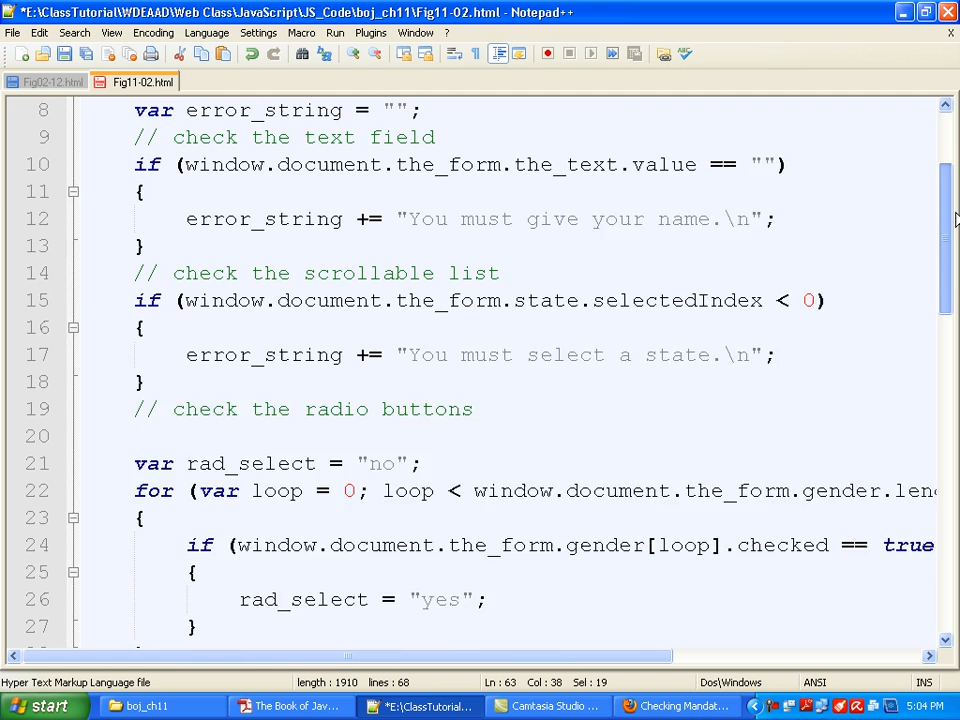 *E:\ClassTutorial\WDEAAD\Web Class\JavaScript\JS_Code\boj_ch11\Fig11-02.html - Notepad++
File Edit Search View Encoding Language Settings Macro Run Plugins Window ? X
Fig02-12.html Fig11-02.html
8 var error_string = "";
9 // check the text field
10 if (window.document.the_form.the_text.value == "")
11 {
12 error_string += "You must give your name.\n";
13 }
14 // check the scrollable list
15 if (window.document.the_form.state.selectedIndex < 0)
16 {
17 error_string += "You must select a state.\n";
18 }
19 // check the radio buttons
20
21 var rad_select = "no";
22 for (var loop = 0; loop < window.document.the_form.gender.len
23 {
24 if (window.document.the_form.gender[loop].checked == true
25 {
26 rad_select = "yes";
27 }
Hyper Text Markup Language file length : 1910 lines : 68 Ln : 63 Col : 38 Sel : 19 Dos\Windows ANSI INS
start boj_ch11 The Book of Jav... *E:\ClassTutorial... Camtasia Studio ... Checking Mandat... 5:04 PM